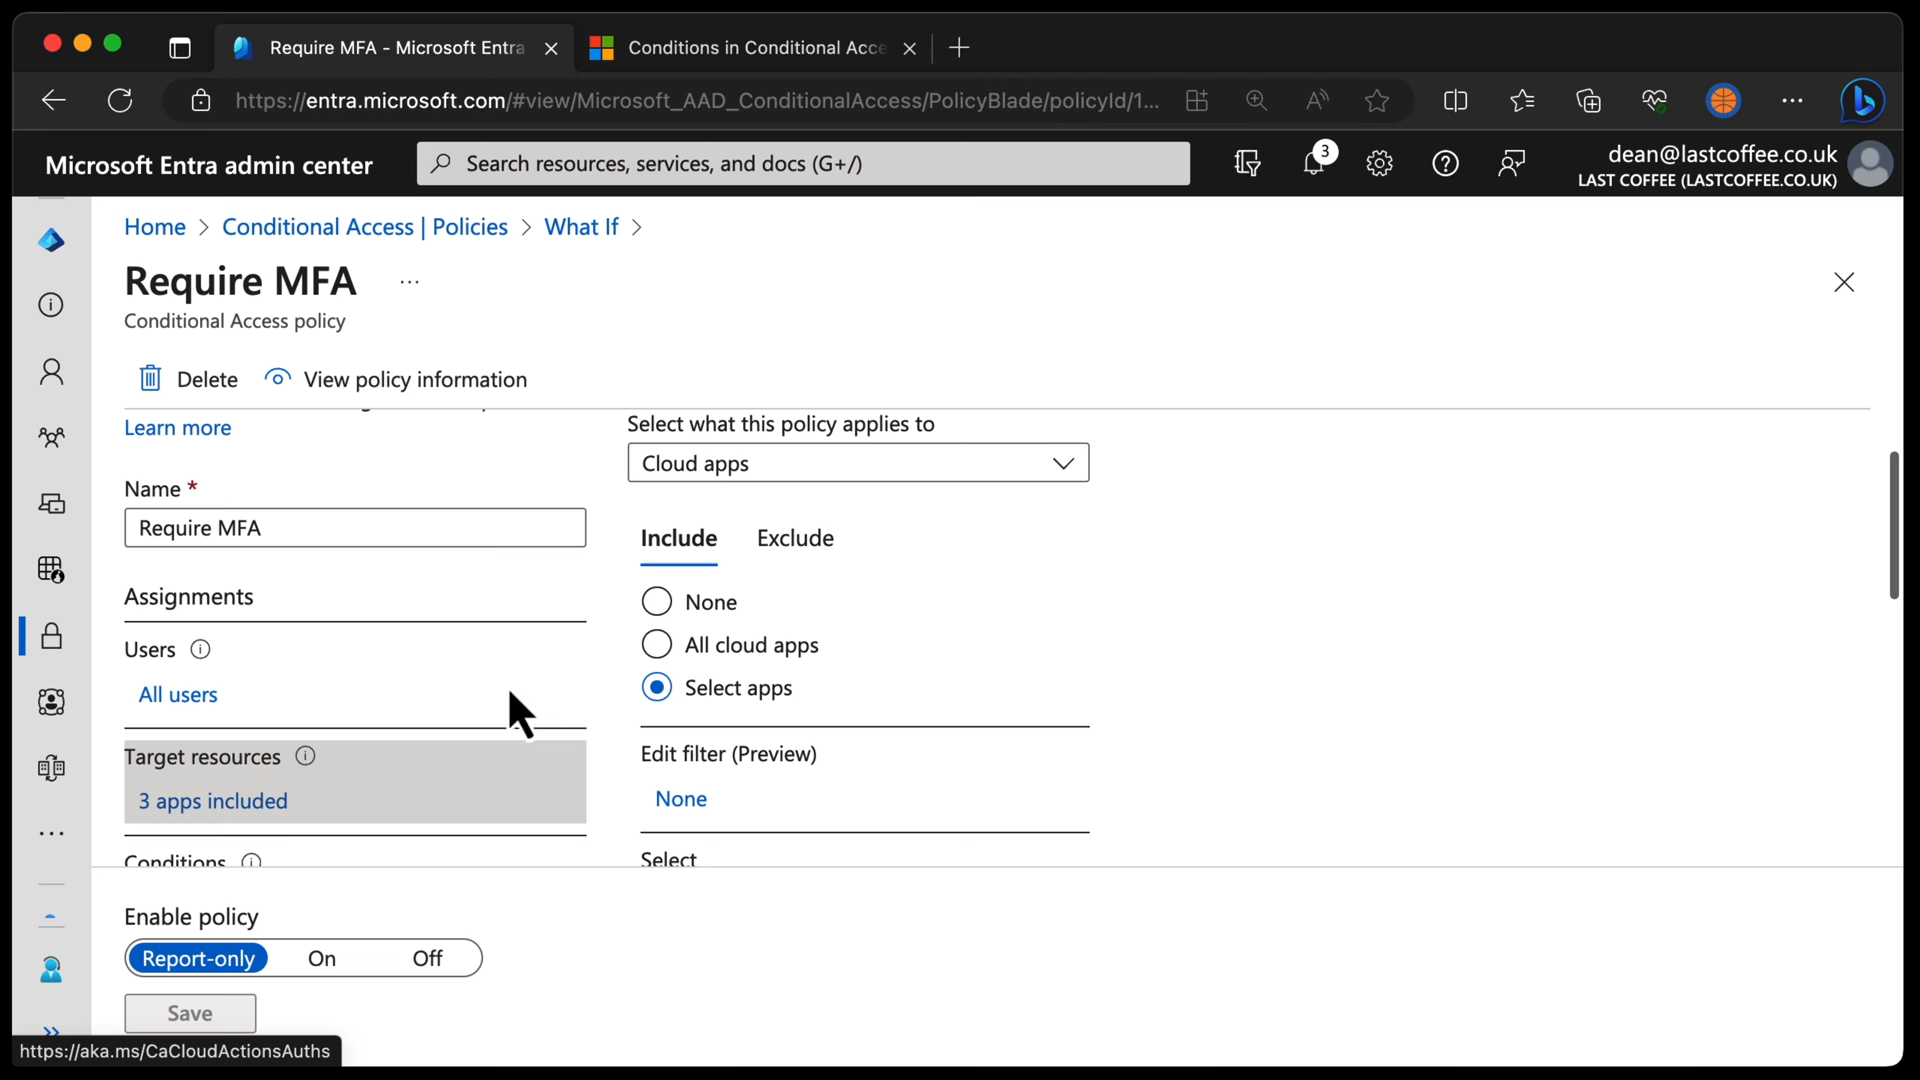 Require MFA - Microsoft Entra
Conditions in Conditional Acce
https://entra.microsoft.com/#view/Microsoft_AAD_ConditionalAccess/PolicyBlade/policyId/1...
Microsoft Entra admin center
Search resources, services, and docs (G+/)
3
dean@lastcoffee.co.uk
LAST COFFEE (LASTCOFFEE.CO.UK)
Home > Conditional Access | Policies > What If >
Require MFA ...
Conditional Access policy
Delete
View policy information
Learn more
Select what this policy applies to
Cloud apps
Name *
Require MFA
Include
Exclude
None
All cloud apps
Select apps
Assignments
Users
All users
Target resources
3 apps included
Edit filter (Preview)
None
Conditions
Select
Enable policy
Report-only
On
Off
Save
https://aka.ms/CaCloudActionsAuths